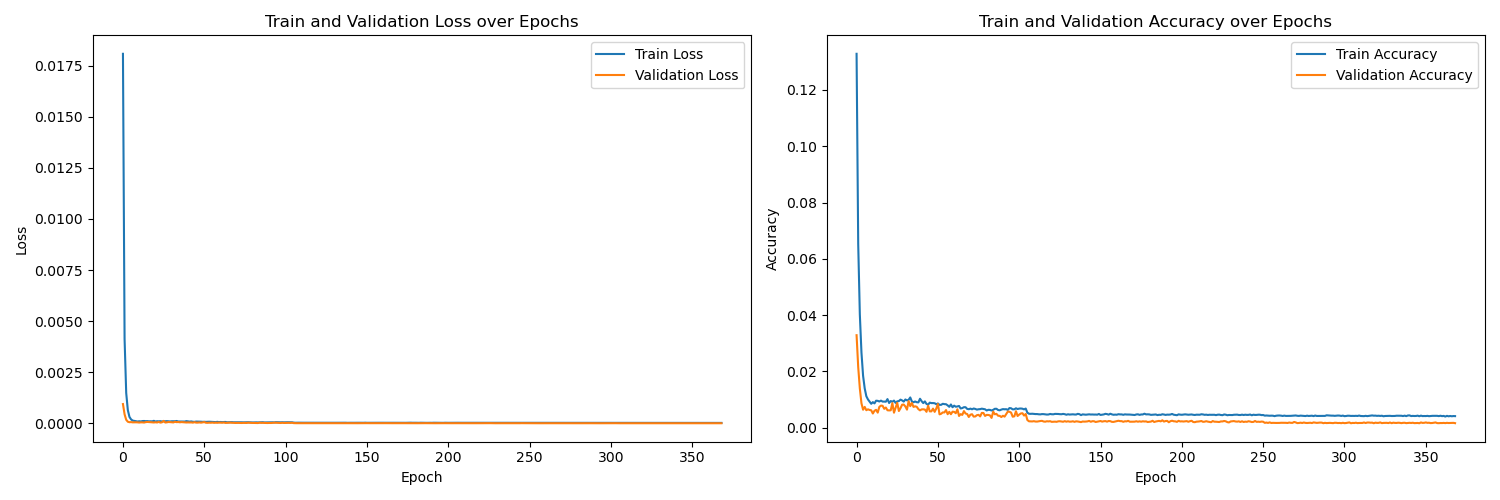 Train and Validation Loss over Epochs
Train Loss
Validation Loss
0.0175
0.0150
0.0125
0.0100
0.0075
0.0050
0.0025
0.0000
Loss
0 50 100 150 200 250 300 350
Epoch
Train and Validation Accuracy over Epochs
Train Accuracy
Validation Accuracy
0.12
0.10
0.08
0.06
0.04
0.02
0.00
Accuracy
0 50 100 150 200 250 300 350
Epoch